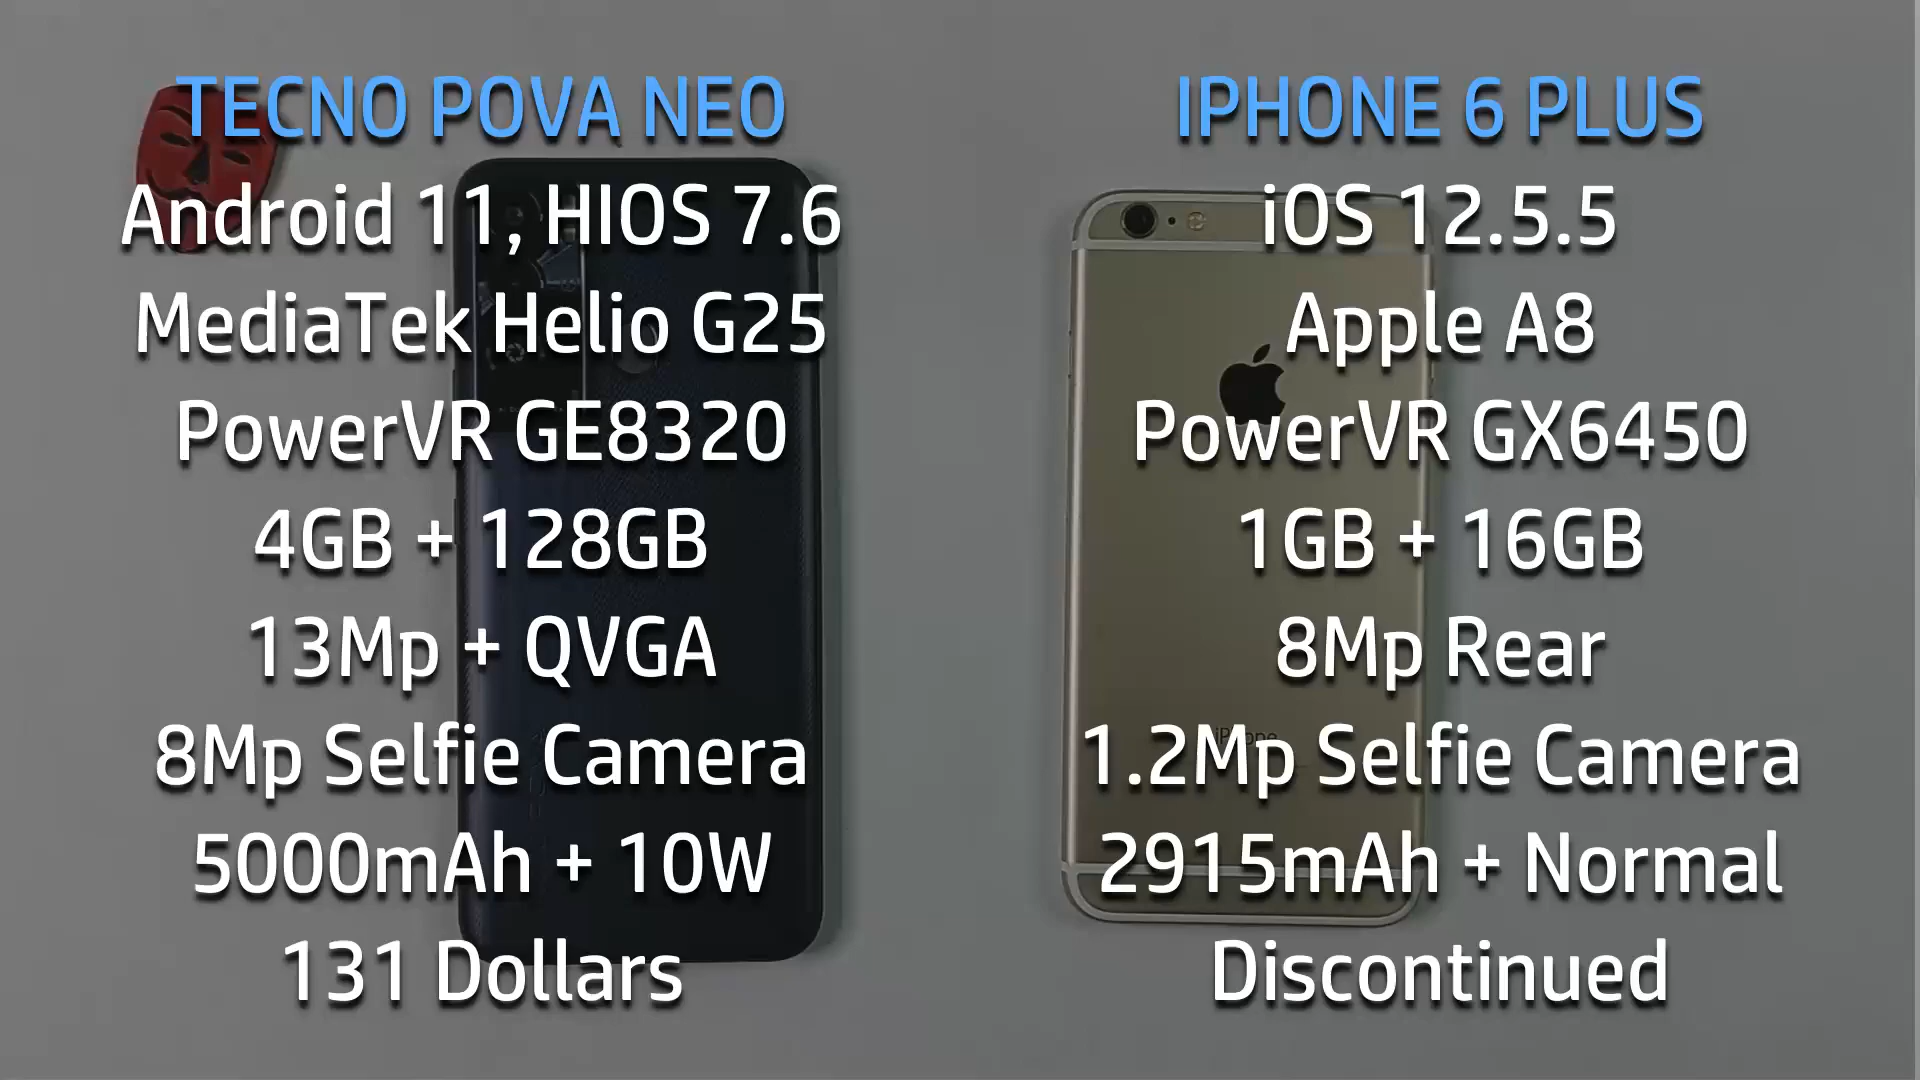 TECNO POVA NEO
Android 11, HIOS 7.6
MediaTek Helio G25
PowerVR GE8320
4GB + 128GB
13Mp + QVGA
8Mp Selfie Camera
5000mAh + 10W
131 Dollars
IPHONE 6 PLUS
iOS 12.5.5
Apple A8
PowerVR GX6450
1GB + 16GB
8Mp Rear
iPhone
1.2Mp Selfie Camera
2915mAh + Normal
Discontinued